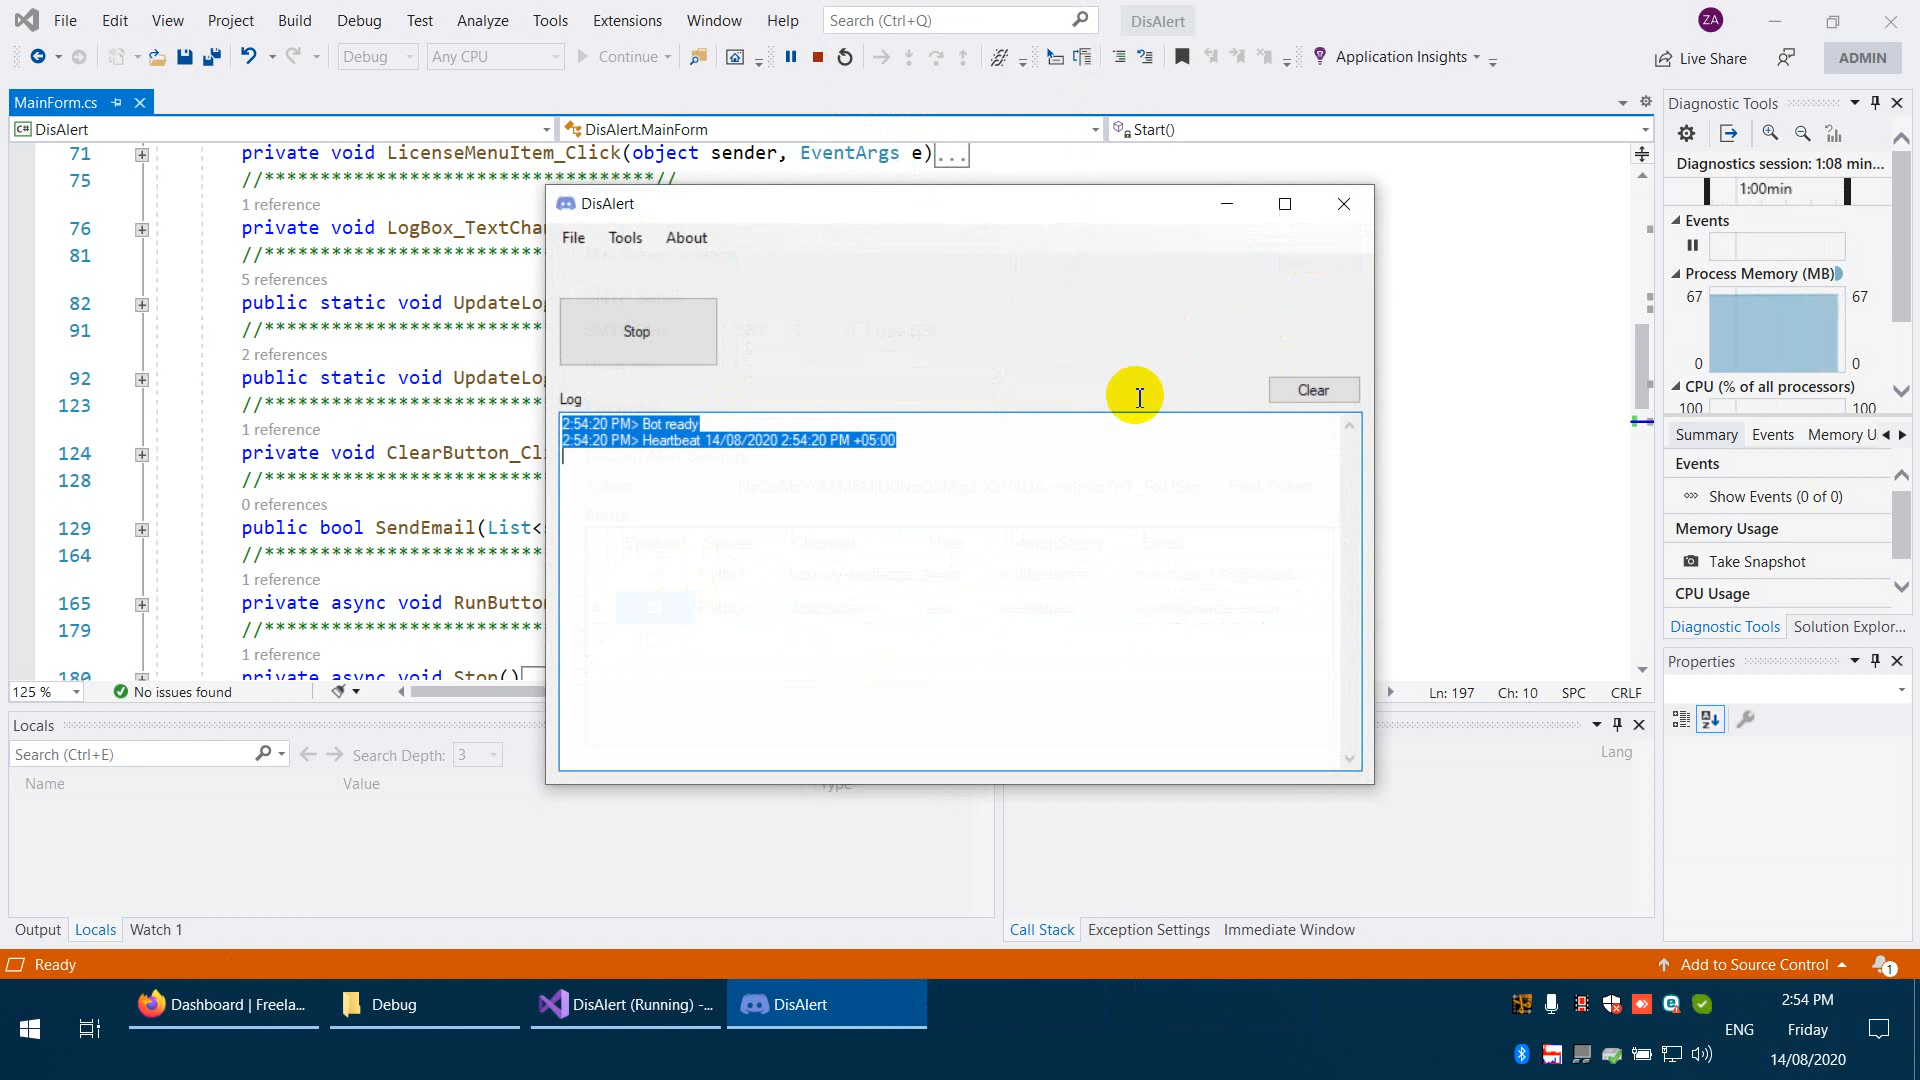 File Edit View Project Build Debug Test Analyze Tools Extensions Window Help Search (Ctrl+Q) DisAlert ZA
Debug Any CPU Continue Application Insights Live Share ADMIN
MainForm.cs
DisAlert DisAlert.MainForm Start()
71 private void LicenseMenuItem_Click(object sender, EventArgs e)...
75 //***********************************//
1 reference
76 private void LogBox_TextCha
81 //*************************
5 references
82 public static void UpdateLog
91 //*************************
2 references
92 public static void UpdateLo
123 //*************************
1 reference
124 private void ClearButton_Cl
128 //*************************
0 references
129 public bool SendEmail(List<
164 //*************************
1 reference
165 private async void RunButton
179 //*************************
1 reference
180 private async void Stop()
125 % No issues found Ln: 197 Ch: 10 SPC CRLF
DisAlert
File Tools About
Stop
Log Clear
2:54:20 PM> Bot ready
2:54:20 PM> Heartbeat 14/08/2020 2:54:20 PM +05:00
Diagnostic Tools
Diagnostics session: 1:08 min...
1:00min
Events
Process Memory (MB)
67 67
0 0
CPU (% of all processors)
100 100
Summary Events Memory U
Events
Show Events (0 of 0)
Memory Usage
Take Snapshot
CPU Usage
Diagnostic Tools Solution Explor...
Properties
Locals
Search (Ctrl+E) Search Depth: 3
Name Value Type
Lang
Output Locals Watch 1
Call Stack Exception Settings Immediate Window
Ready Add to Source Control 1
Dashboard | Freela... Debug DisAlert (Running) -... DisAlert
2:54 PM
ENG Friday
14/08/2020